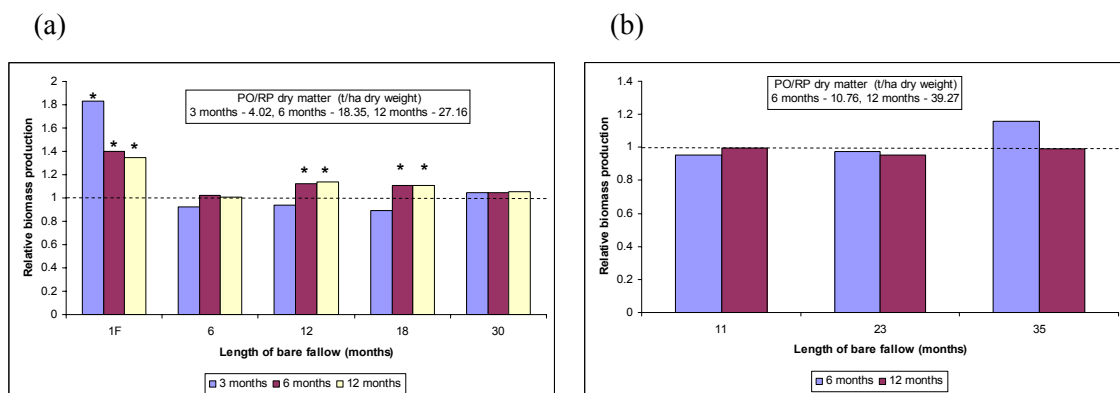 (a)
2
1.8
1.6
1.4
1.2
1
0.8
0.6
0.4
0.2
0
Relative biomass production
PO/RP dry matter (t/ha dry weight)
3 months - 4.02, 6 months - 18.35, 12 months - 27.16
*
* *
* *
* *
1F 6 12 18 30
Length of bare fallow (months)
3 months 6 months 12 months
(b)
1.4
1.2
1
0.8
0.6
0.4
0.2
0
Relative biomass production
PO/RP dry matter (t/ha dry weight)
6 months - 10.76, 12 months - 39.27
11 23 35
Length of bare fallow (months)
6 months 12 months